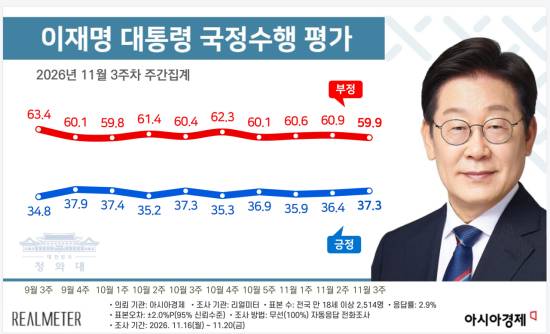 이재명 대통령 국정수행 평가
2026년 11월 3주차 주간집계
부정
63.4 60.1 59.8 61.4 60.4 62.3 60.1 60.6 60.9 59.9
34.8 37.9 37.4 35.2 37.3 35.3 36.9 35.9 36.4 37.3
긍정
대한민국
청와대
9월 3주 9월 4주 10월 1주 10월 2주 10월 3주 10월 4주 10월 5주 11월 1주 11월 2주 11월 3주
• 의뢰 기관: 아시아경제 • 조사 기관: 리얼미터 • 표본 수: 전국 만 18세 이상 2,514명 • 응답률: 2.9%
• 표본오차: ±2.0%P(95% 신뢰수준) • 조사 방법: 무선(100%) 자동응답 전화조사
• 조사 기간: 2026. 11.16(월) ~ 11.20(금)
REALMETER
아시아경제